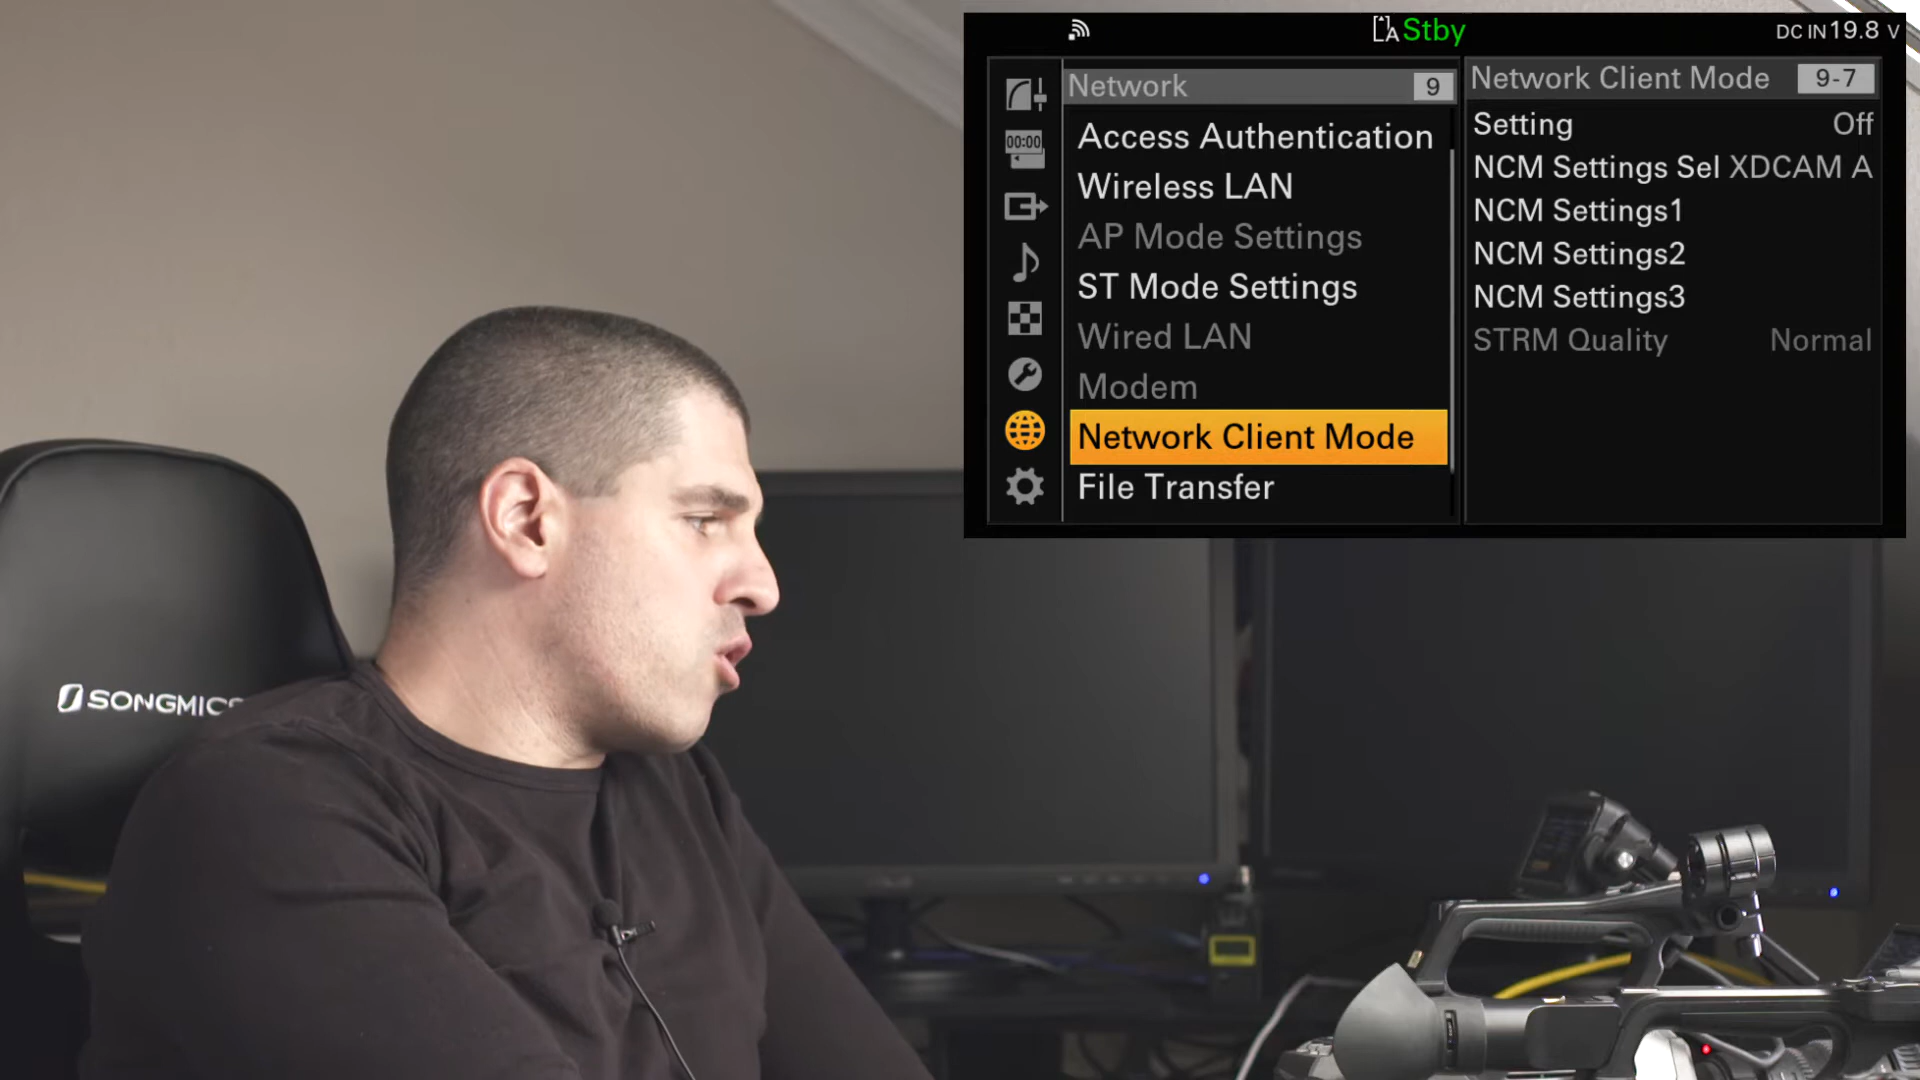 Stby
DC IN 19.8 V
Network 9
00:00
Access Authentication
Wireless LAN
AP Mode Settings
ST Mode Settings
Wired LAN
Modem
Network Client Mode
File Transfer
Network Client Mode 9-7
Setting Off
NCM Settings Sel XDCAM A
NCM Settings1
NCM Settings2
NCM Settings3
STRM Quality Normal
SONGMICS